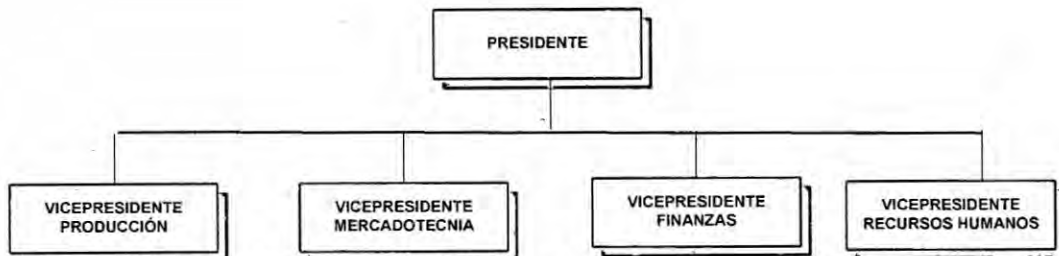 PRESIDENTE
VICEPRESIDENTE
PRODUCCIÓN
VICEPRESIDENTE
MERCADOTECNIA
VICEPRESIDENTE
FINANZAS
VICEPRESIDENTE
RECURSOS HUMANOS